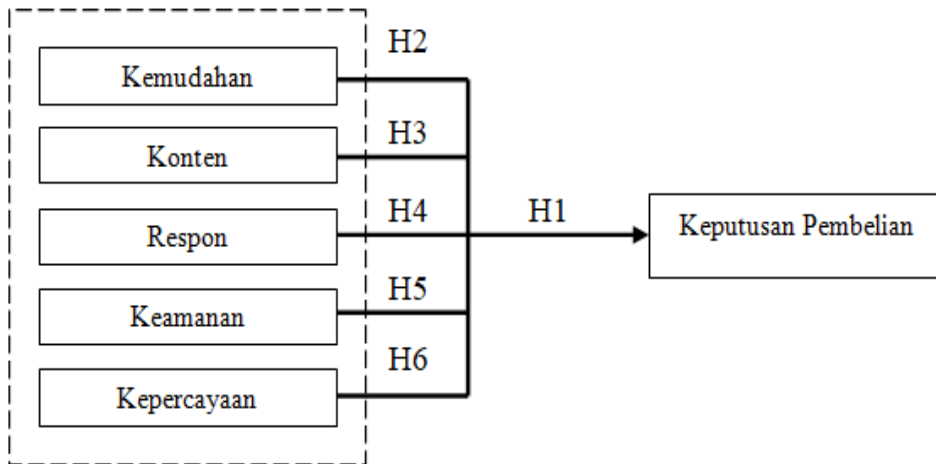 H2
Kemudahan
H3
Konten
H4
H1
Respon
Keputusan Pembelian
H5
Keamanan
H6
Kepercayaan